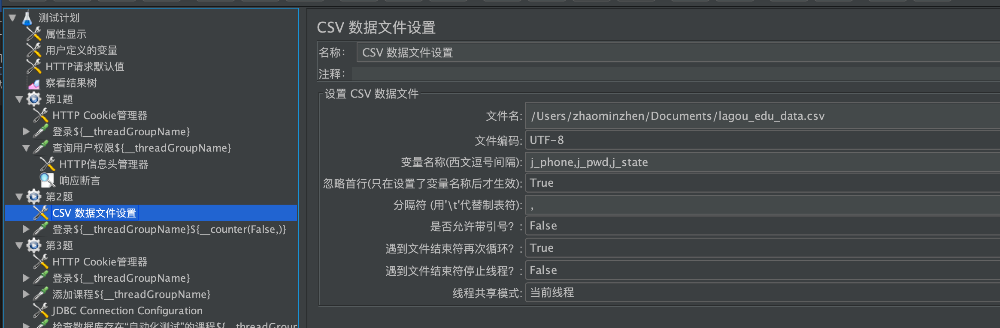 测试计划
属性显示
用户定义的变量
HTTP请求默认值
察看结果树
第1题
HTTP Cookie管理器
登录${__threadGroupName}
查询用户权限${__threadGroupName}
HTTP信息头管理器
响应断言
第2题
CSV 数据文件设置
登录${__threadGroupName}${__counter(False,)}
第3题
HTTP Cookie管理器
登录${__threadGroupName}
添加课程${__threadGroupName}
JDBC Connection Configuration
检查数据库存在“自动化测试”的课程${__threadGrour
CSV 数据文件设置
名称: CSV 数据文件设置
注释:
设置 CSV 数据文件
文件名: /Users/zhaominzhen/Documents/lagou_edu_data.csv
文件编码: UTF-8
变量名称(西文逗号间隔): j_phone,j_pwd,j_state
忽略首行(只在设置了变量名称后才生效): True
分隔符 (用'\t'代替制表符): ,
是否允许带引号? : False
遇到文件结束符再次循环? : True
遇到文件结束符停止线程? : False
线程共享模式: 当前线程